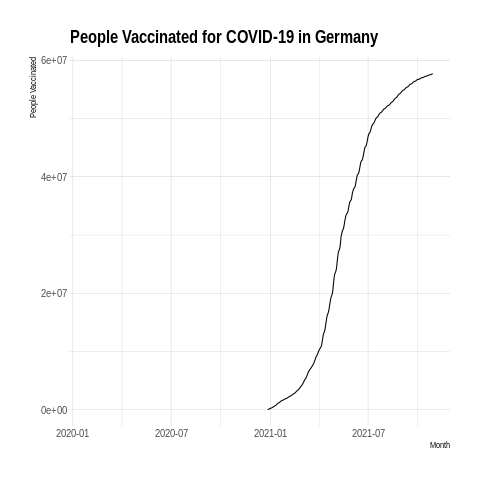 People Vaccinated for COVID-19 in Germany
People Vaccinated
6e+07
4e+07
2e+07
0e+00
2020-01 2020-07 2021-01 2021-07
Month